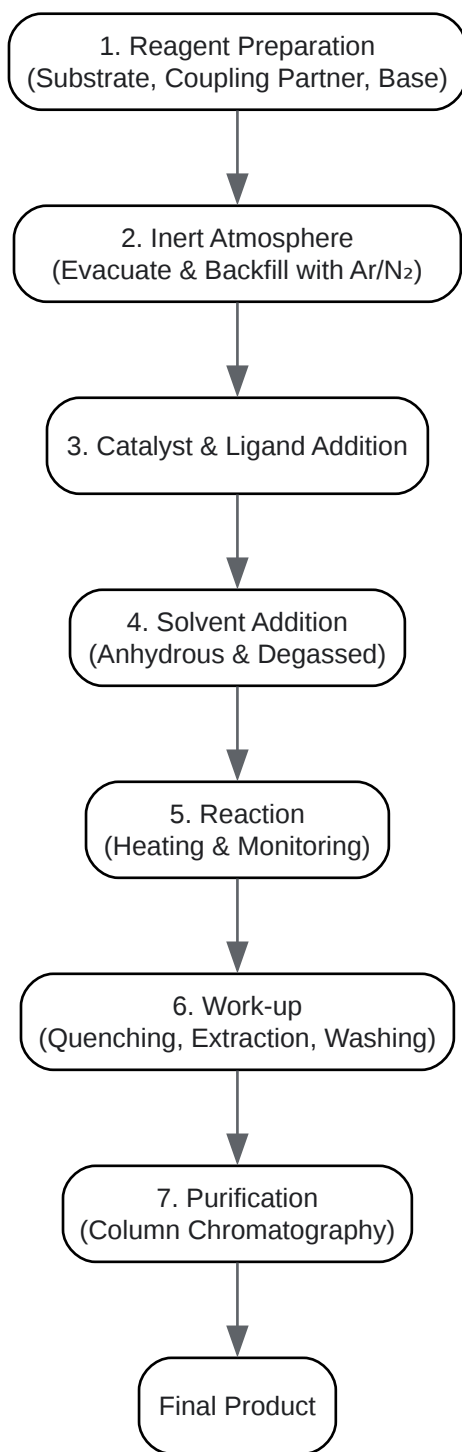 1. Reagent Preparation
(Substrate, Coupling Partner, Base)
2. Inert Atmosphere
(Evacuate & Backfill with Ar/N₂)
3. Catalyst & Ligand Addition
4. Solvent Addition
(Anhydrous & Degassed)
5. Reaction
(Heating & Monitoring)
6. Work-up
(Quenching, Extraction, Washing)
7. Purification
(Column Chromatography)
Final Product